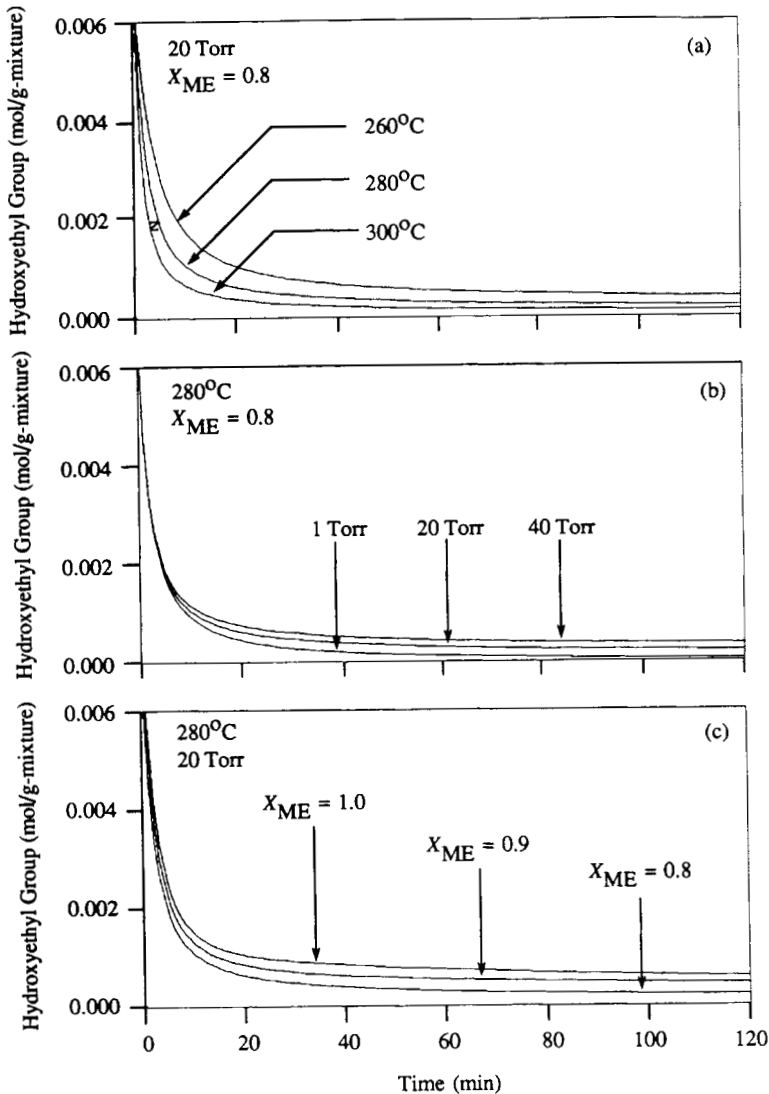 Hydroxyethyl Group (mol/g-mixture)
0.006
0.004
0.002
0.000
20 Torr
X_ME = 0.8
(a)
260°C
280°C
300°C
N
Hydroxyethyl Group (mol/g-mixture)
0.006
0.004
0.002
0.000
280°C
X_ME = 0.8
(b)
1 Torr 20 Torr 40 Torr
Hydroxyethyl Group (mol/g-mixture)
0.006
0.004
0.002
0.000
280°C
20 Torr
(c)
X_ME = 1.0
X_ME = 0.9
X_ME = 0.8
0 20 40 60 80 100 120
Time (min)